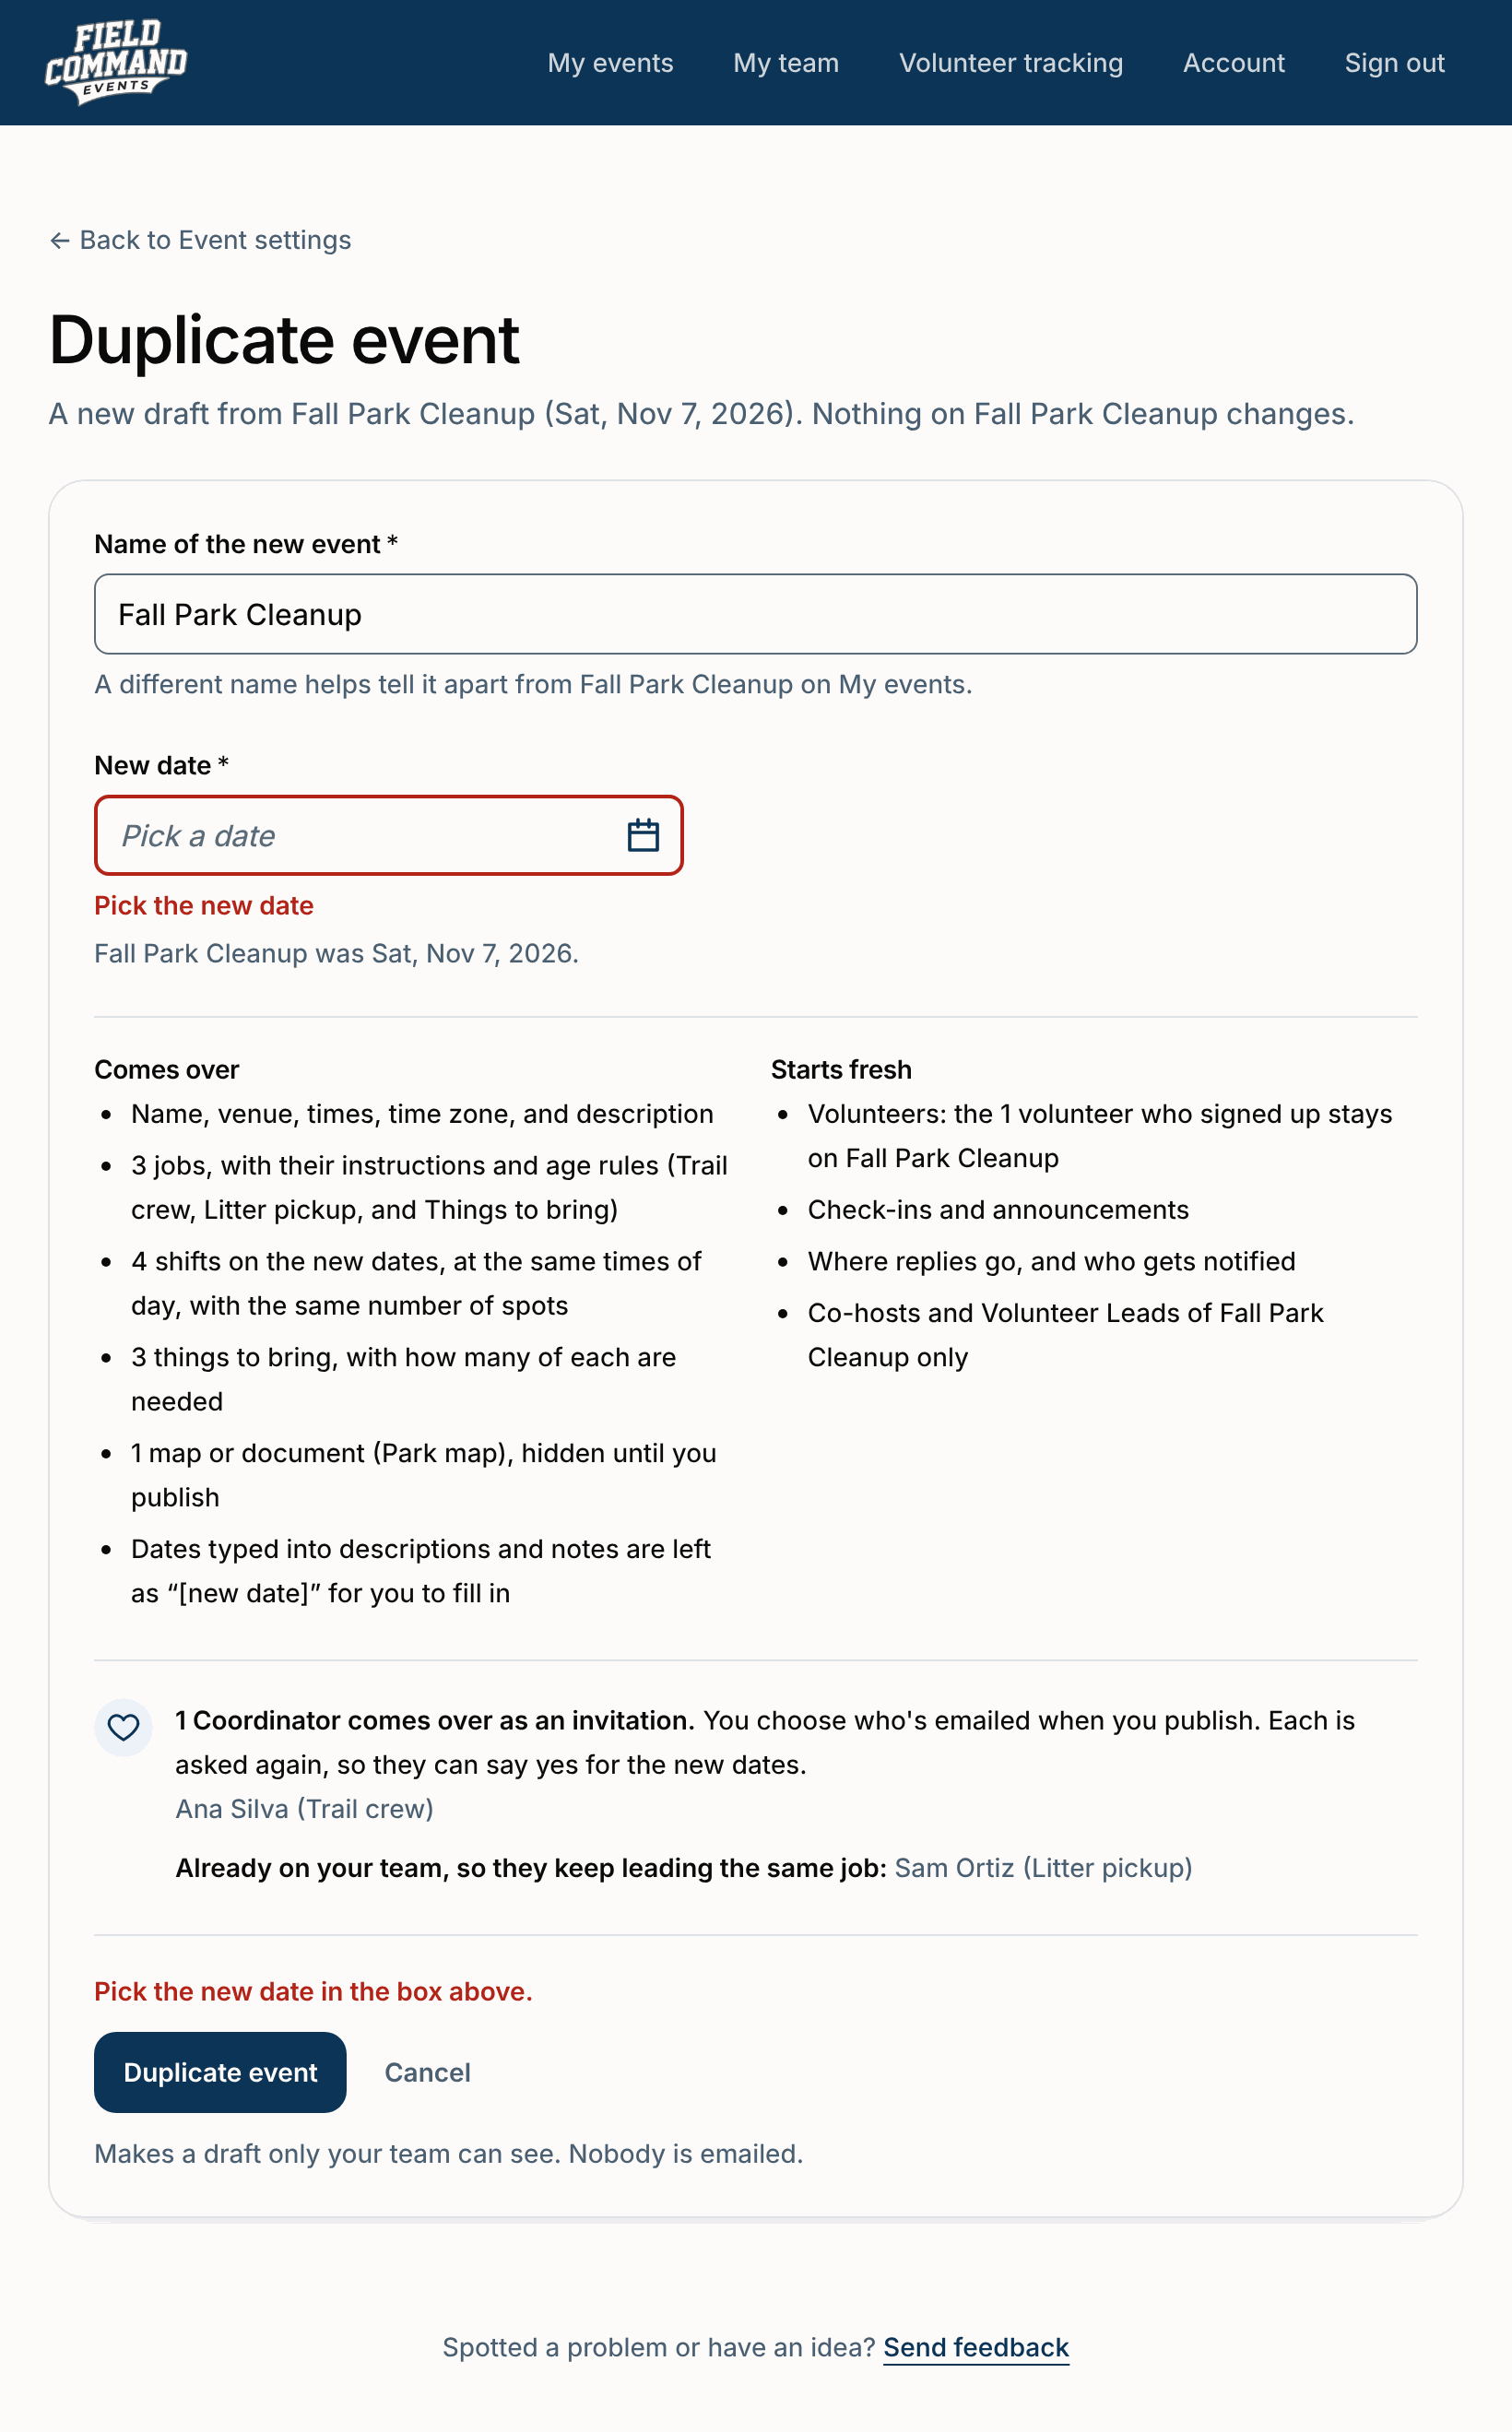 FIELD
COMMAND
EVENTS
My events
My team
Volunteer tracking
Account
Sign out
← Back to Event settings
Duplicate event
A new draft from Fall Park Cleanup (Sat, Nov 7, 2026). Nothing on Fall Park Cleanup changes.
Name of the new event *
Fall Park Cleanup
A different name helps tell it apart from Fall Park Cleanup on My events.
New date *
Pick a date
Pick the new date
Fall Park Cleanup was Sat, Nov 7, 2026.
Comes over
• Name, venue, times, time zone, and description
• 3 jobs, with their instructions and age rules (Trail
crew, Litter pickup, and Things to bring)
• 4 shifts on the new dates, at the same times of
day, with the same number of spots
• 3 things to bring, with how many of each are
needed
• 1 map or document (Park map), hidden until you
publish
• Dates typed into descriptions and notes are left
as “[new date]” for you to fill in
Starts fresh
• Volunteers: the 1 volunteer who signed up stays
on Fall Park Cleanup
• Check-ins and announcements
• Where replies go, and who gets notified
• Co-hosts and Volunteer Leads of Fall Park
Cleanup only
1 Coordinator comes over as an invitation. You choose who's emailed when you publish. Each is
asked again, so they can say yes for the new dates.
Ana Silva (Trail crew)
Already on your team, so they keep leading the same job: Sam Ortiz (Litter pickup)
Pick the new date in the box above.
Duplicate event
Cancel
Makes a draft only your team can see. Nobody is emailed.
Spotted a problem or have an idea? Send feedback